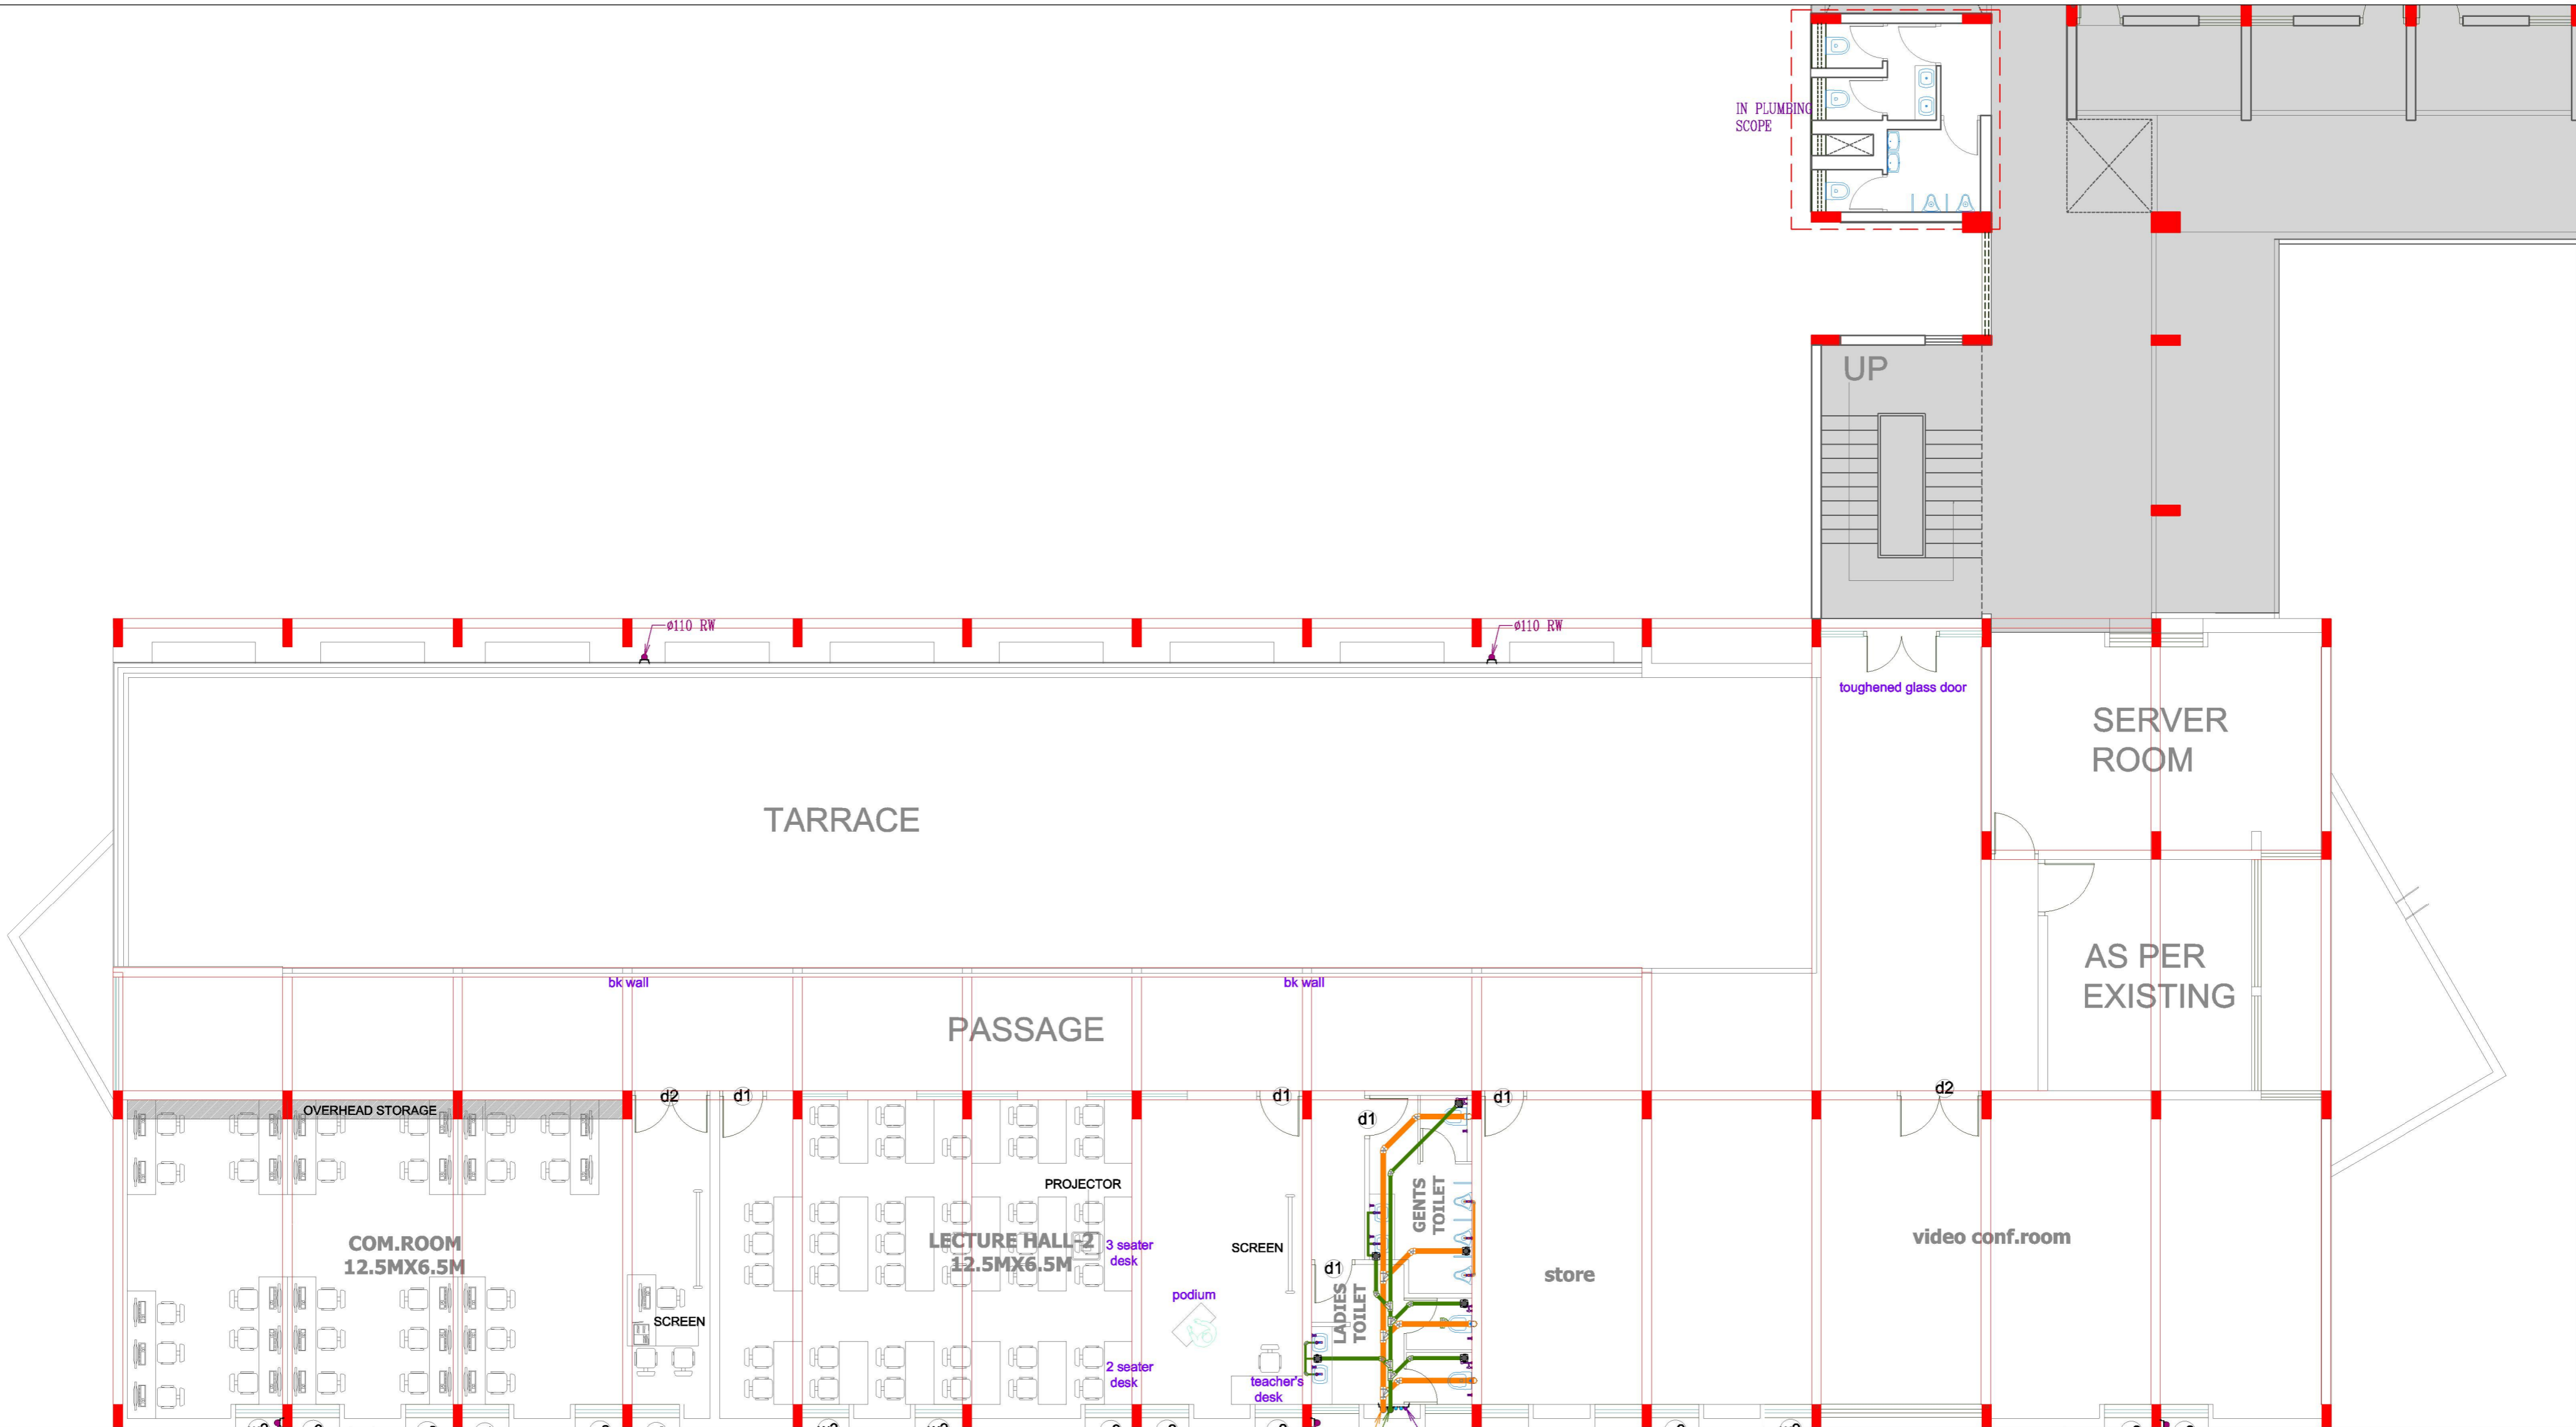 IN PLUMBING
SCOPE
UP
ø110 RW
ø110 RW
toughened glass door
SERVER
ROOM
TARRACE
AS PER
EXISTING
bk wall
bk wall
PASSAGE
d2
d1
d1
d1
d1
d2
OVERHEAD STORAGE
PROJECTOR
GENTS
TOILET
COM.ROOM
12.5MX6.5M
LECTURE HALL-2
12.5MX6.5M
3 seater
desk
SCREEN
d1
video conf.room
store
LADIES
TOILET
podium
SCREEN
2 seater
desk
teacher's
desk